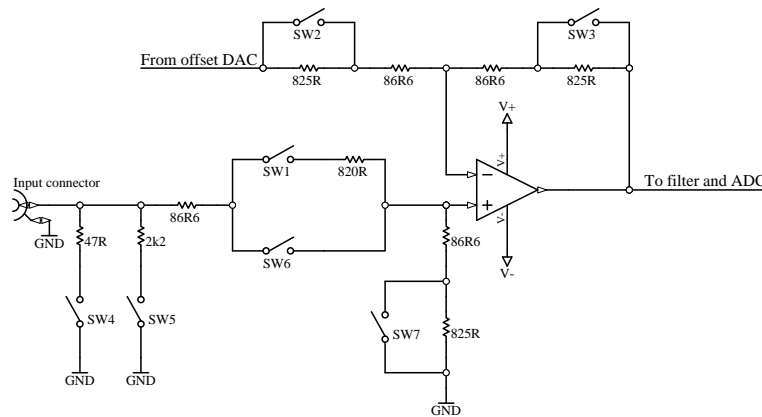 SW2
SW3
From offset DAC
825R
86R6
86R6
825R
V+
V+
Input connector
SW1
820R
To filter and ADC
86R6
V-
GND
47R
2k2
SW6
86R6
V-
SW4
SW5
SW7
825R
GND
GND
GND